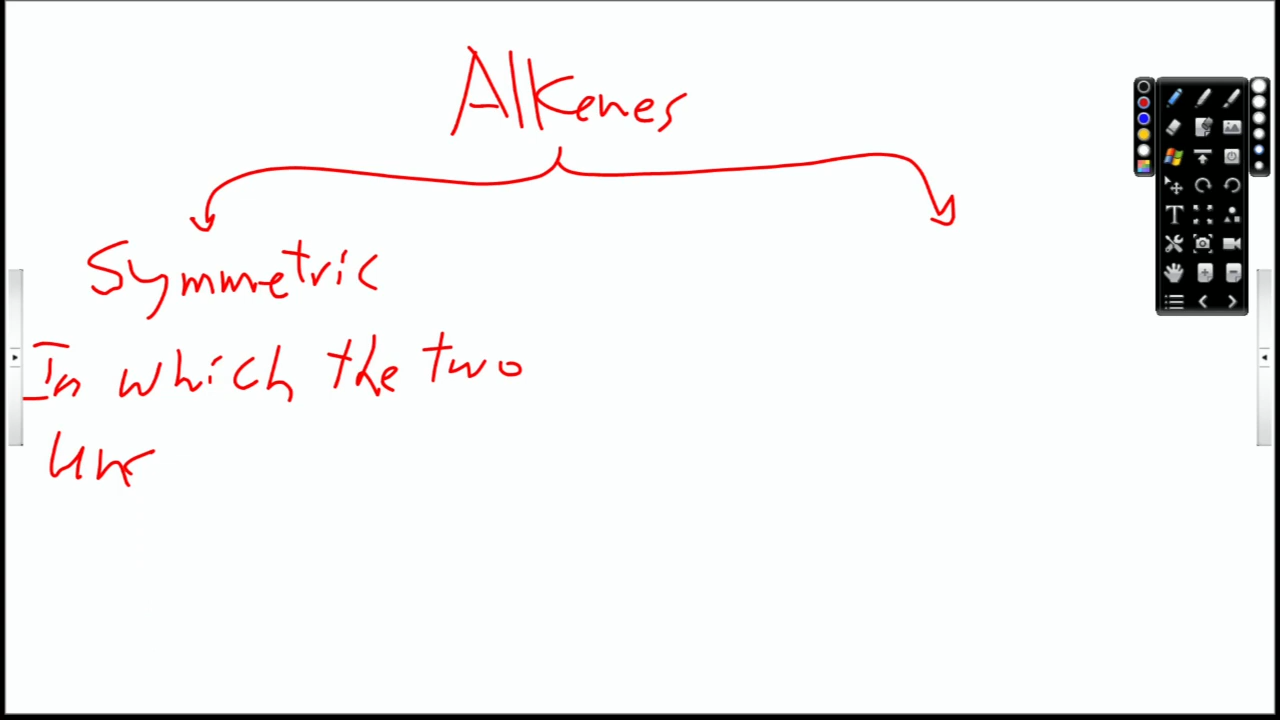 Alkenes
Symmetric
In which the two